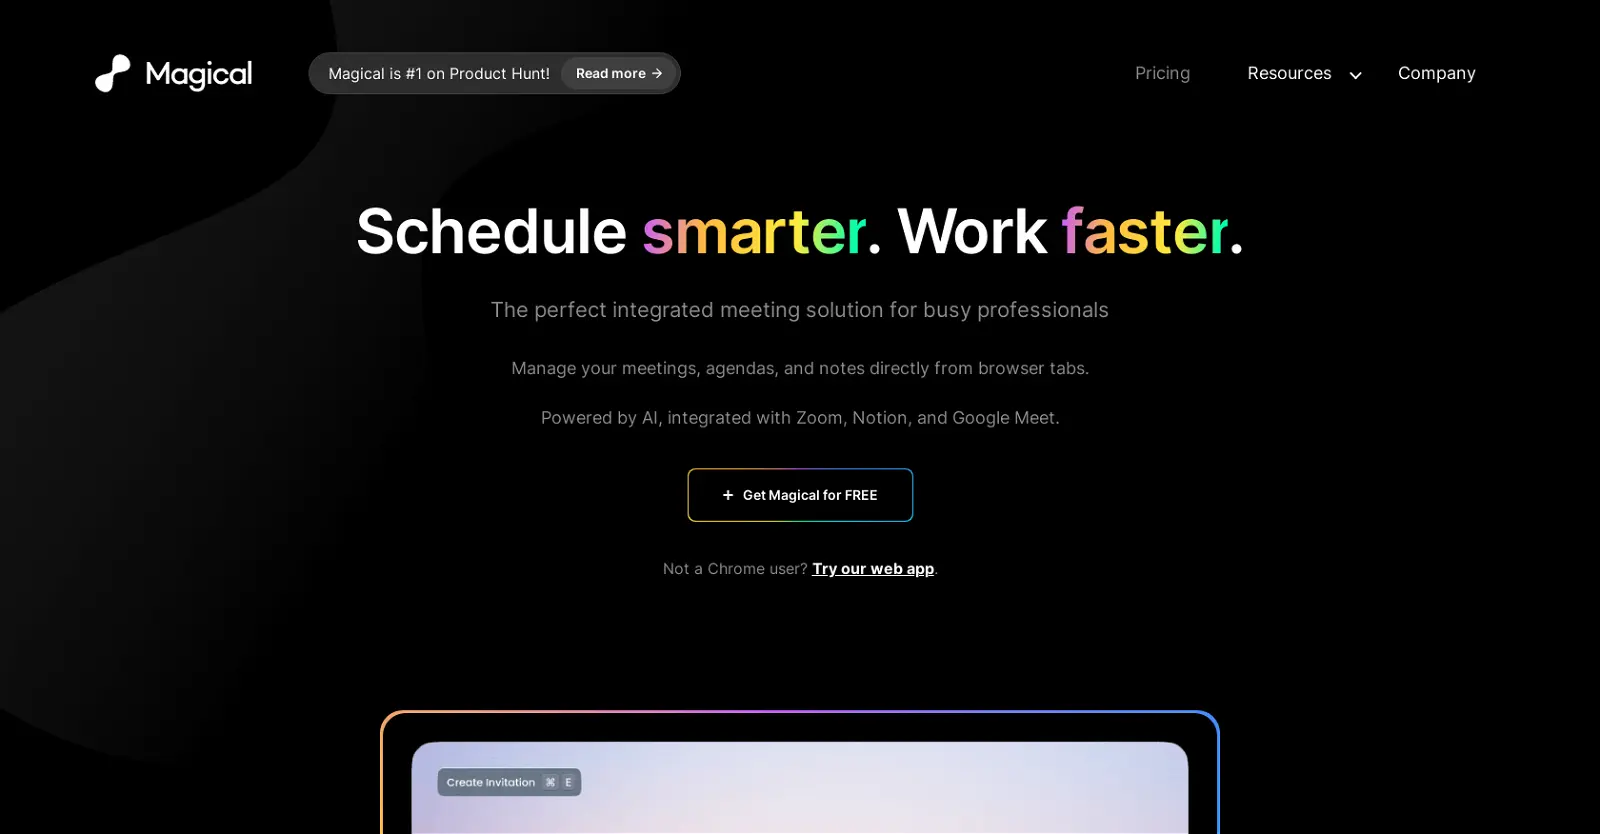 Magical
Magical is #1 on Product Hunt! Read more →
Pricing Resources Company
Schedule smarter. Work faster.
The perfect integrated meeting solution for busy professionals
Manage your meetings, agendas, and notes directly from browser tabs.
Powered by AI, integrated with Zoom, Notion, and Google Meet.
+ Get Magical for FREE
Not a Chrome user? Try our web app.
Create Invitation ⌘ E